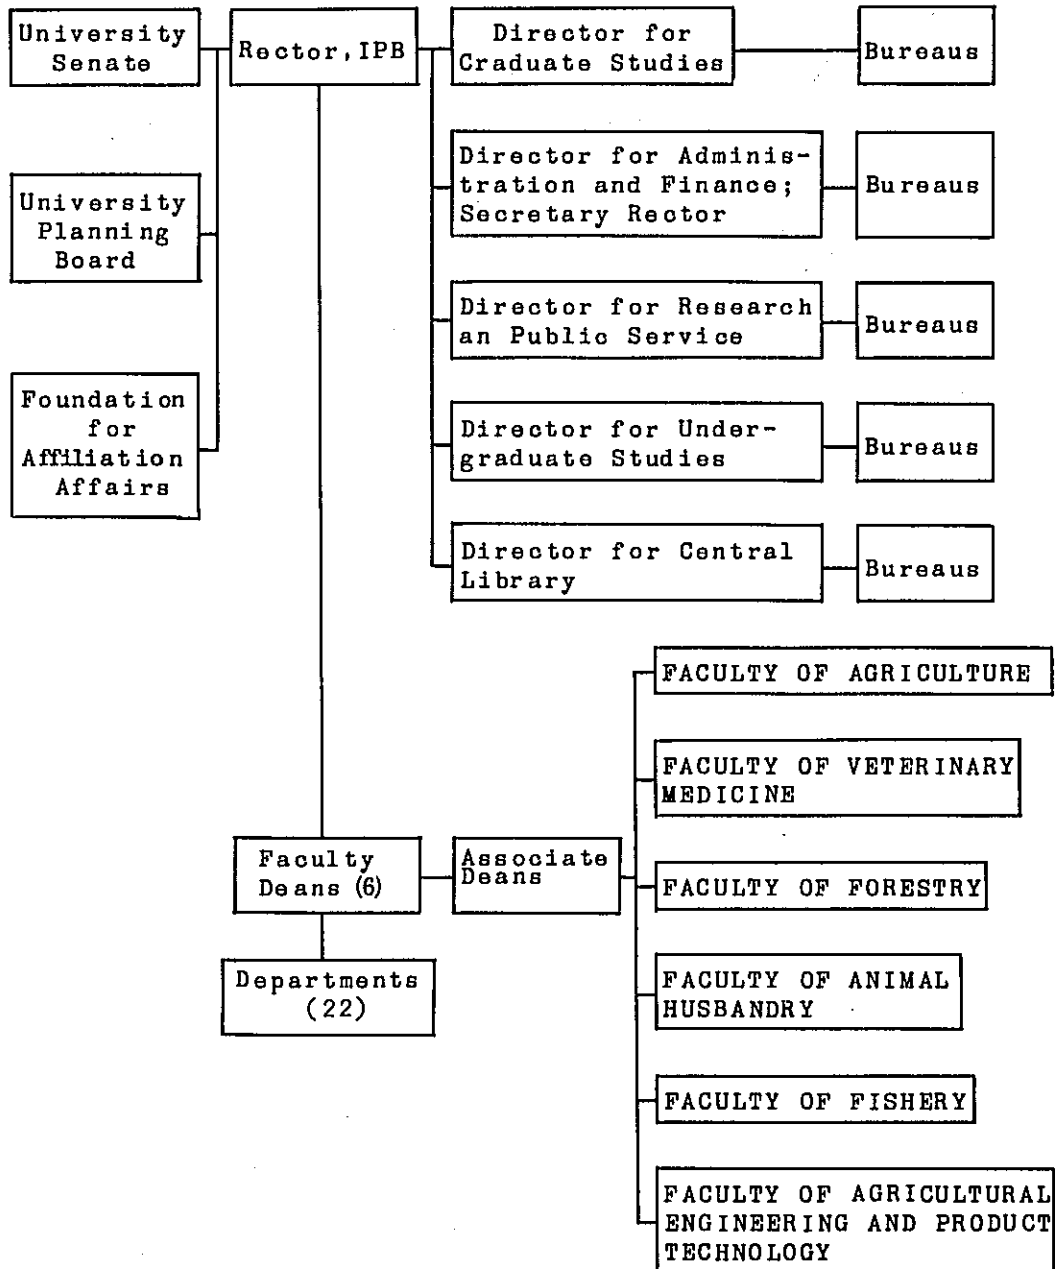 University
Senate
Rector, IPB
Director for
Craduate Studies
Bureaus
University
Planning
Board
Director for Adminis-
tration and Finance;
Secretary Rector
Bureaus
Director for Research
an Public Service
Bureaus
Foundation
for
Affiliation
Affairs
Director for Under-
graduate Studies
Bureaus
Director for Central
Library
Bureaus
Faculty
Deans (6)
Associate
Deans
Departments
(22)
FACULTY OF AGRICULTURE
FACULTY OF VETERINARY
MEDICINE
FACULTY OF FORESTRY
FACULTY OF ANIMAL
HUSBANDRY
FACULTY OF FISHERY
FACULTY OF AGRICULTURAL
ENGINEERING AND PRODUCT
TECHNOLOGY